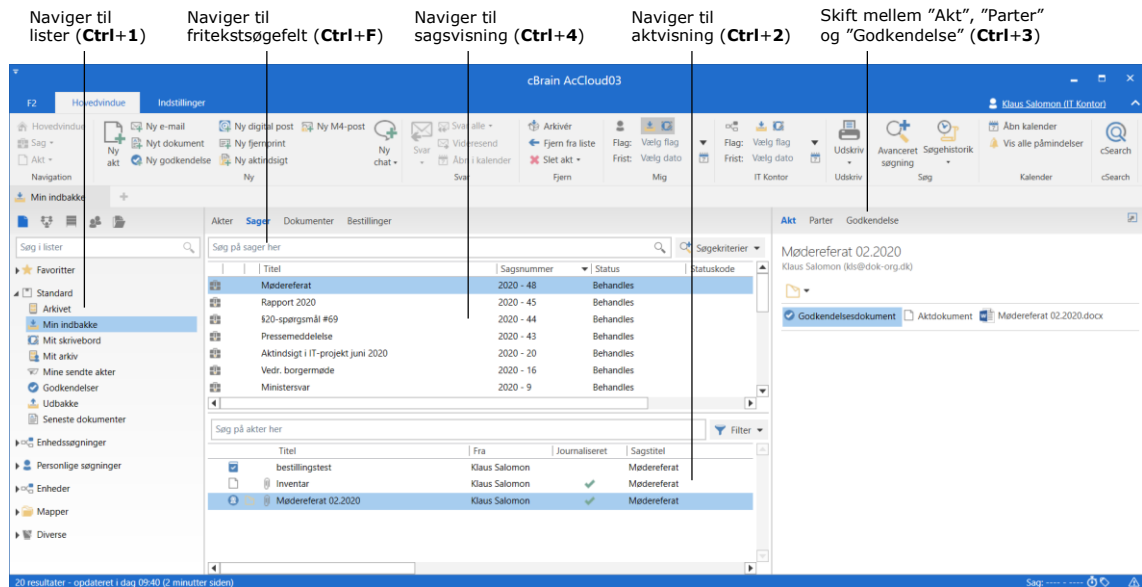 Naviger til
lister (Ctrl+1)
Naviger til
fritekstsøgefelt (Ctrl+F)
Naviger til
sagsvisning (Ctrl+4)
Naviger til
aktvisning (Ctrl+2)
Skift mellem ”Akt”, ”Parter”
og ”Godkendelse” (Ctrl+3)
cBrain AcCloud03
F2 Hovedvindue Indstillinger Klaus Salomon (IT Kontor)
Hovedvindue
Sag
Akt
Navigation
Ny
akt
Ny e-mail
Nyt dokument
Ny godkendelse
Ny digital post
Ny fjernprint
Ny aktindsigt
Ny M4-post
Ny
chat
Ny
Svar
Svar alle
Videresend
Åbn i kalender
Svar
Arkivér
Fjern fra liste
Slet akt
Fjern
Flag: Vælg flag
Frist: Vælg dato
Mig
Flag: Vælg flag
Frist: Vælg dato
IT Kontor
Udskriv
Udskriv
Avanceret
søgning
Søgehistorik
Søg
Åbn kalender
Vis alle påmindelser
Kalender
cSearch
cSearch
Min indbakke +
Søg i lister
Favoritter
Standard
Arkivet
Min indbakke
Mit skrivebord
Mit arkiv
Mine sendte akter
Godkendelser
Udbakke
Seneste dokumenter
Enhedssøgninger
Personlige søgninger
Enheder
Mapper
Diverse
Akter Sager Dokumenter Bestillinger
Søg på sager her Søgekriterier
Titel Sagsnummer Status Statuskode
Mødereferat 2020 - 48 Behandles
Rapport 2020 2020 - 45 Behandles
§20-spørgsmål #69 2020 - 44 Behandles
Pressemeddelelse 2020 - 43 Behandles
Aktindsigt i IT-projekt juni 2020 2020 - 20 Behandles
Vedr. borgermøde 2020 - 16 Behandles
Ministersvar 2020 - 9 Behandles
Søg på akter her Filter
Titel Fra Journaliseret Sagstitel
bestillingstest Klaus Salomon Mødereferat
Inventar Klaus Salomon Mødereferat
Mødereferat 02.2020 Klaus Salomon Mødereferat
Akt Parter Godkendelse
Mødereferat 02.2020
Klaus Salomon (kls@dok-org.dk)
Godkendelsesdokument Aktdokument Mødereferat 02.2020.docx
20 resultater - opdateret i dag 09:40 (2 minutter siden) Sag: ---- - ----